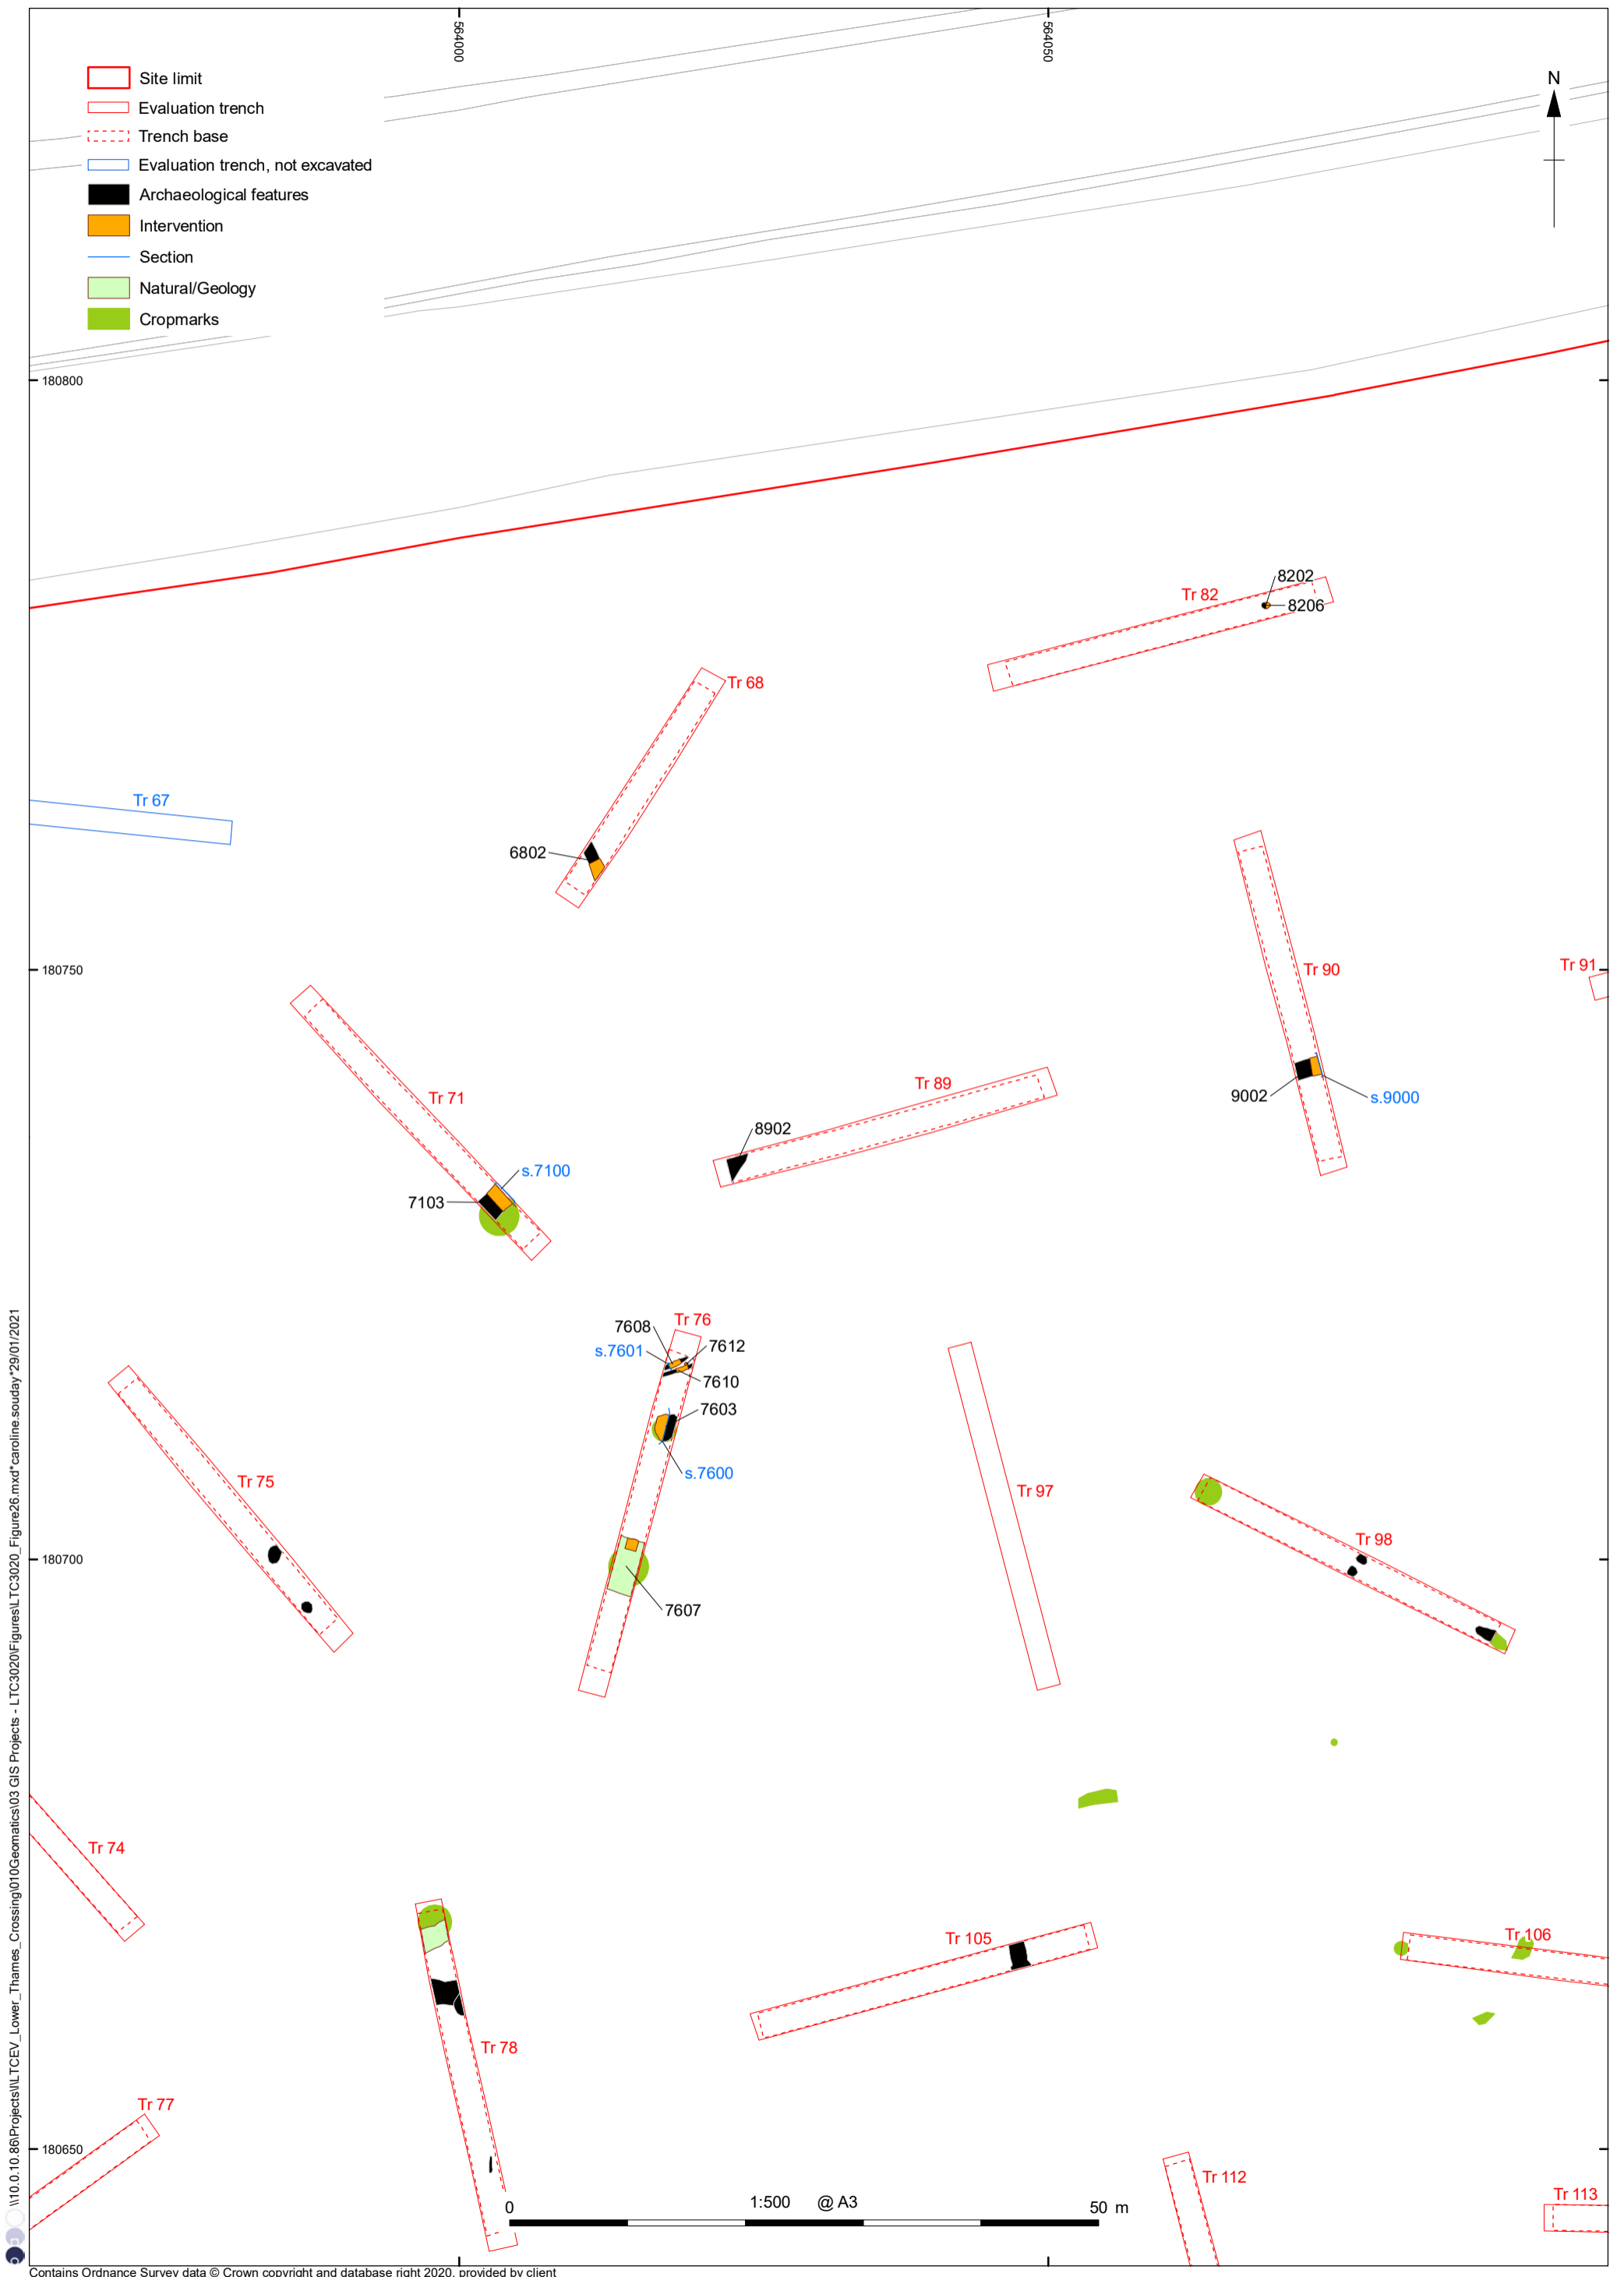 564000
564050
N
Site limit
Evaluation trench
Trench base
Evaluation trench, not excavated
Archaeological features
Intervention
Section
Natural/Geology
Cropmarks
180800
8202
Tr 82
8206
Tr 68
Tr 67
6802
180750
Tr 90
Tr 91
Tr 89
Tr 71
9002
s.9000
8902
s.7100
7103
Tr 76
7608
7612
s.7601
7610
7603
s.7600
Tr 75
Tr 97
Tr 98
180700
7607
Tr 74
Tr 105
Tr 106
Tr 78
Tr 77
180650
Tr 112
Tr 113
0
1:500 @ A3
50 m
\\10.0.10.86\Projects\l\LTCEV_Lower_Thames_Crossing\010Geomatics\03 GIS Projects - LTC3020\Figures\LTC3020_Figure26.mxd*caroline.souday*29/01/2021
Contains Ordnance Survey data © Crown copyright and database right 2020, provided by client